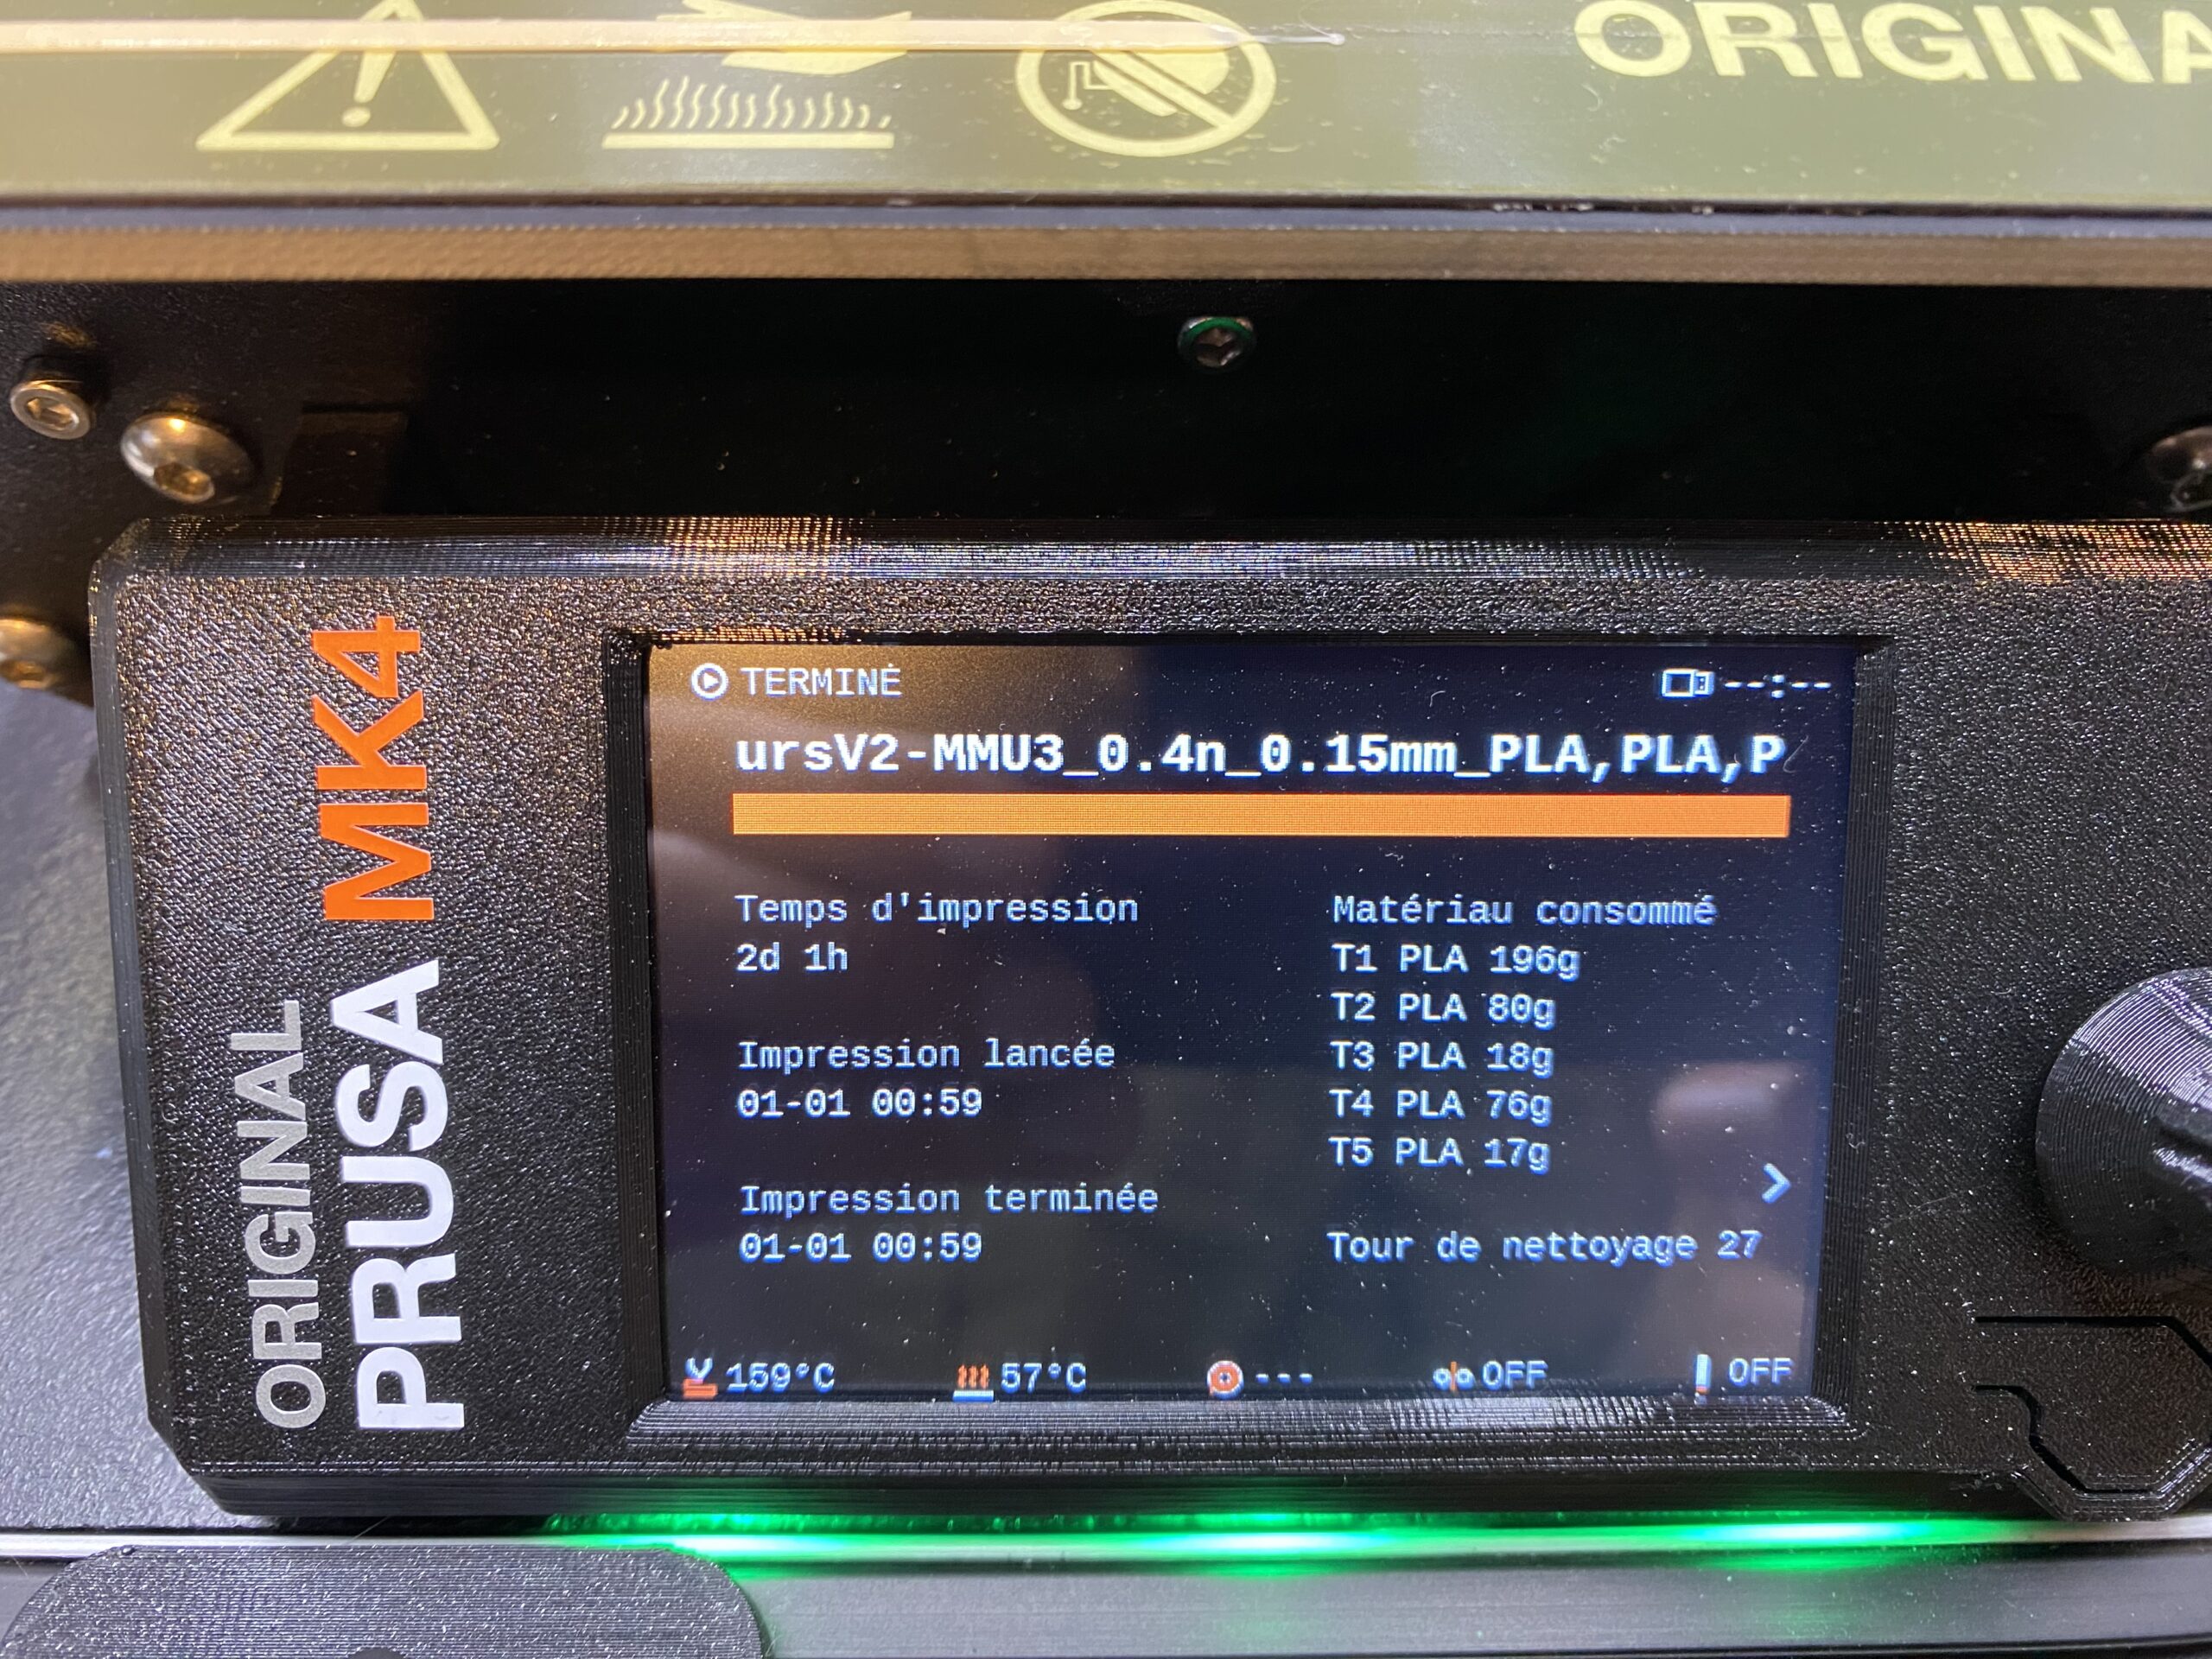 ORIGINA
ORIGINAL
PRUSA MK4
TERMINÉ
--:--
ursV2-MMU3_0.4n_0.15mm_PLA,PLA,P
Temps d'impression
2d 1h
Impression lancée
01-01 00:59
Impression terminée
01-01 00:59
Matériau consommé
T1 PLA 196g
T2 PLA 80g
T3 PLA 18g
T4 PLA 76g
T5 PLA 17g
Tour de nettoyage 27
159°C
57°C
---
OFF
OFF